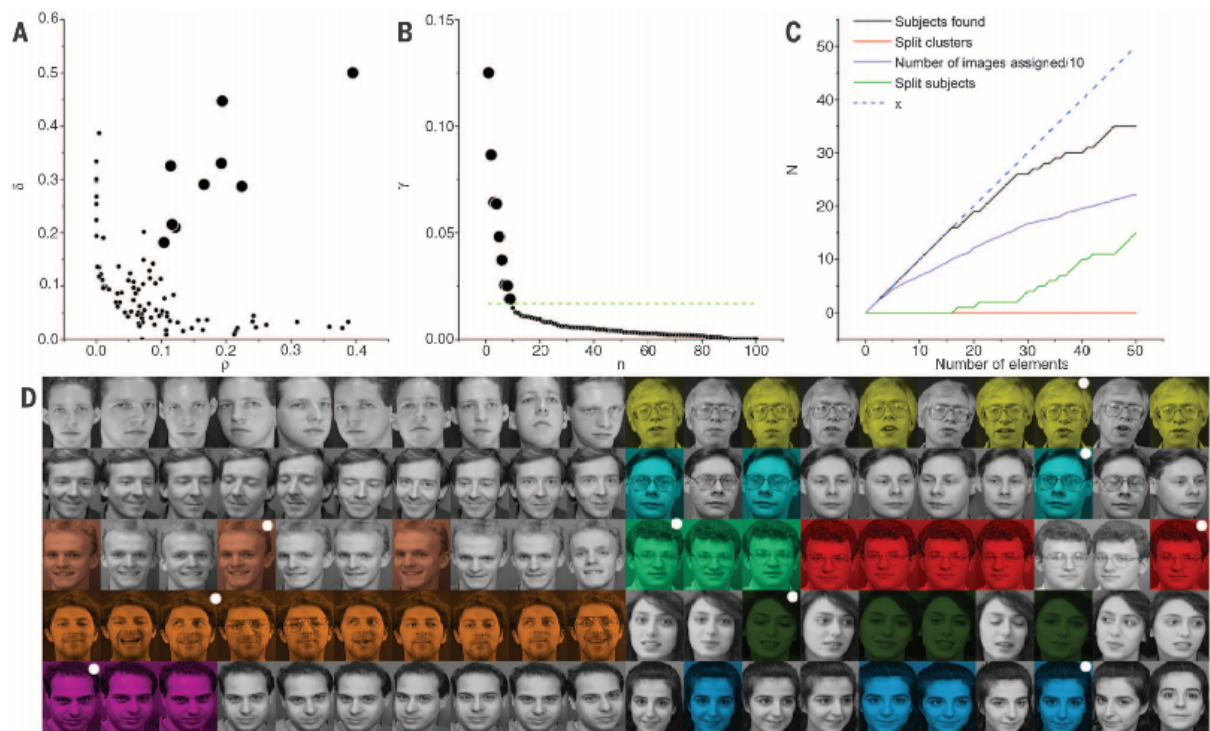 A
0.6
0.5
0.4
0.3
0.2
0.1
0.0
δ
0.0 0.1 0.2 0.3 0.4
ρ
B
0.15
0.10
0.05
0.00
γ
0 20 40 60 80 100
n
C
Subjects found
Split clusters
Number of images assigned/10
Split subjects
x
50
40
30
20
10
0
N
0 10 20 30 40 50
Number of elements
D